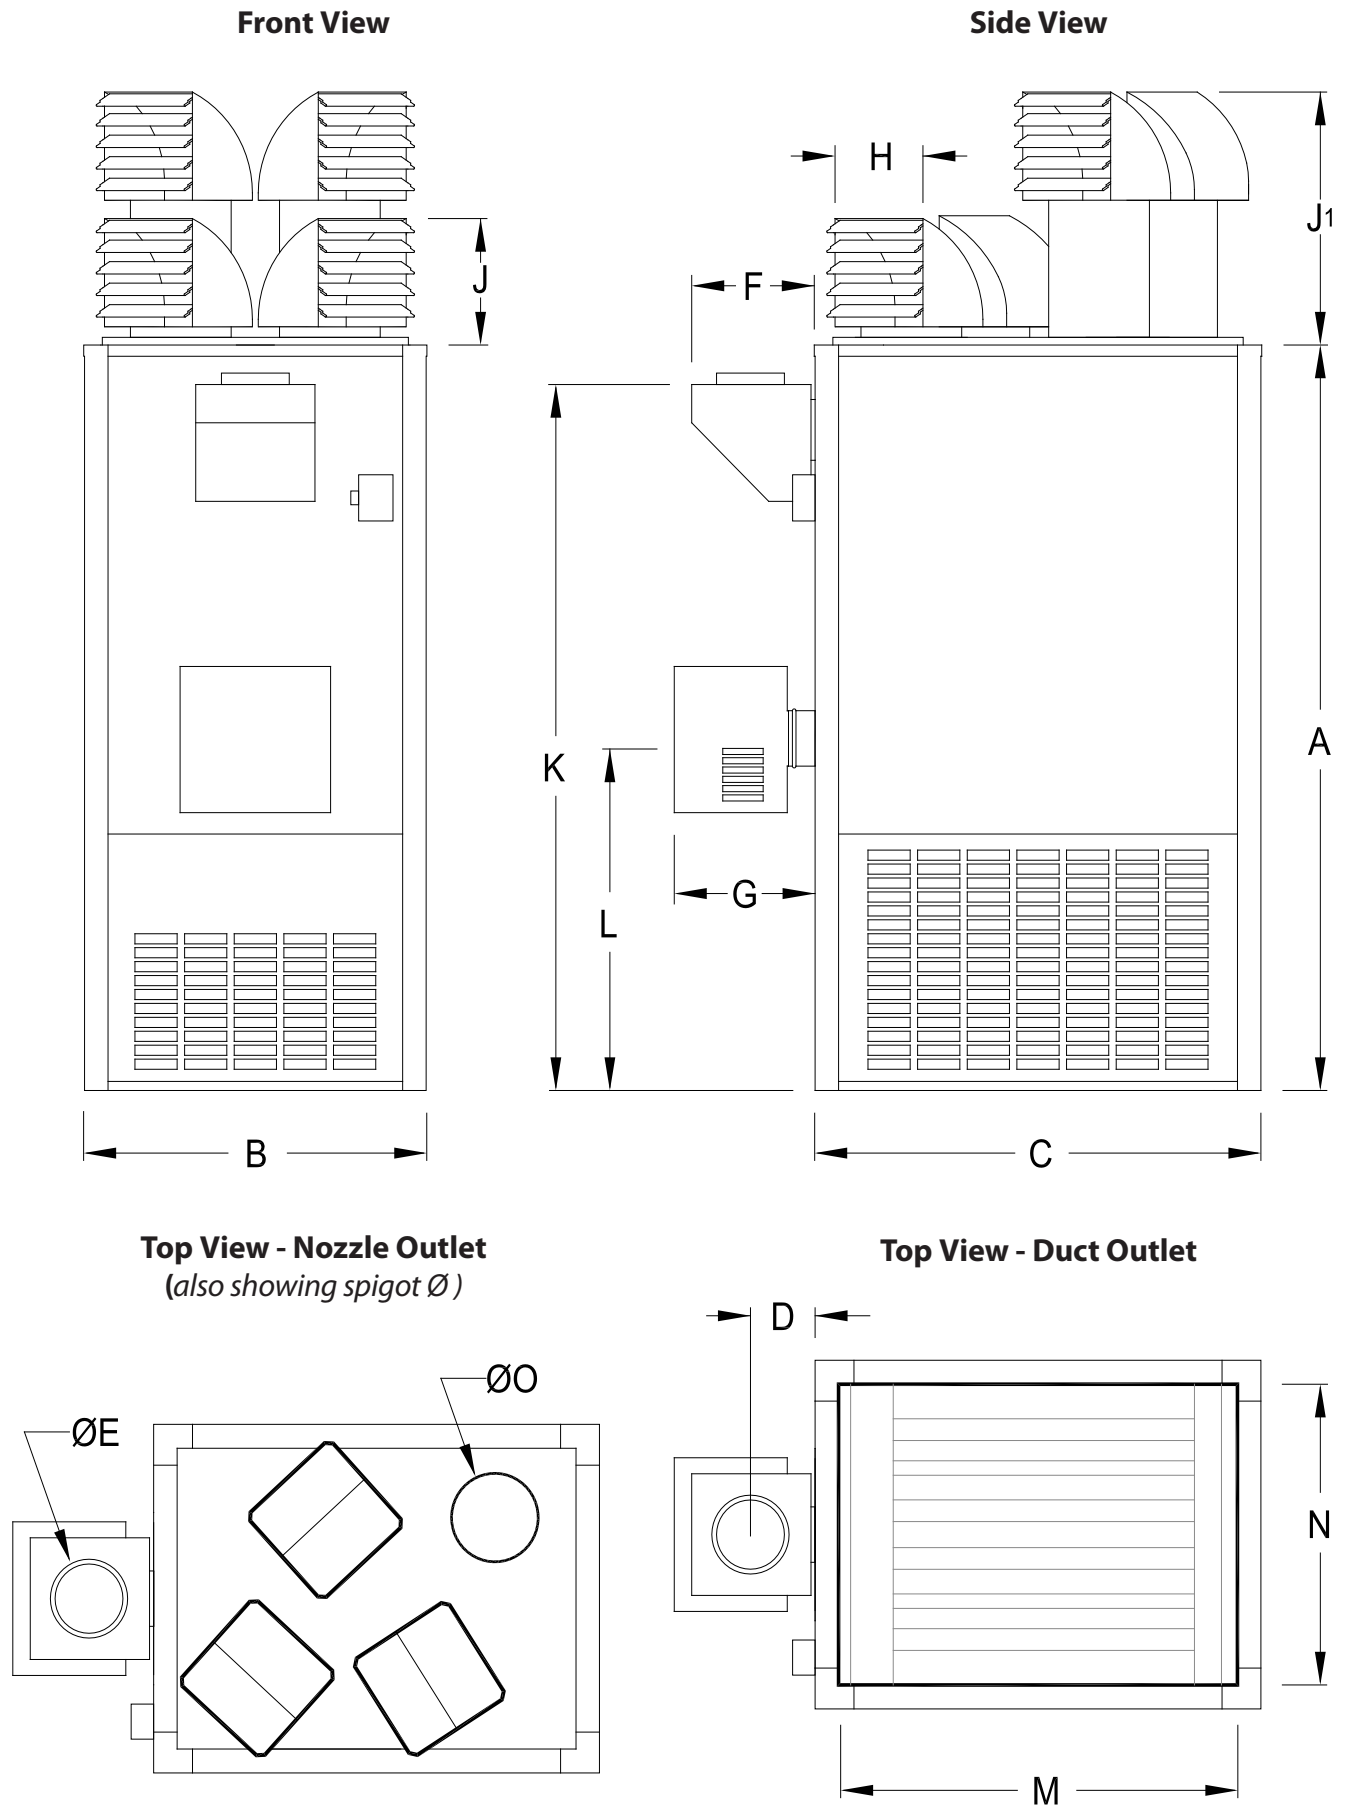 Front View
Side View
H
J1
F
J
A
K
G
L
B
C
Top View - Nozzle Outlet
(also showing spigot Ø )
Top View - Duct Outlet
D
ØO
ØE
N
M